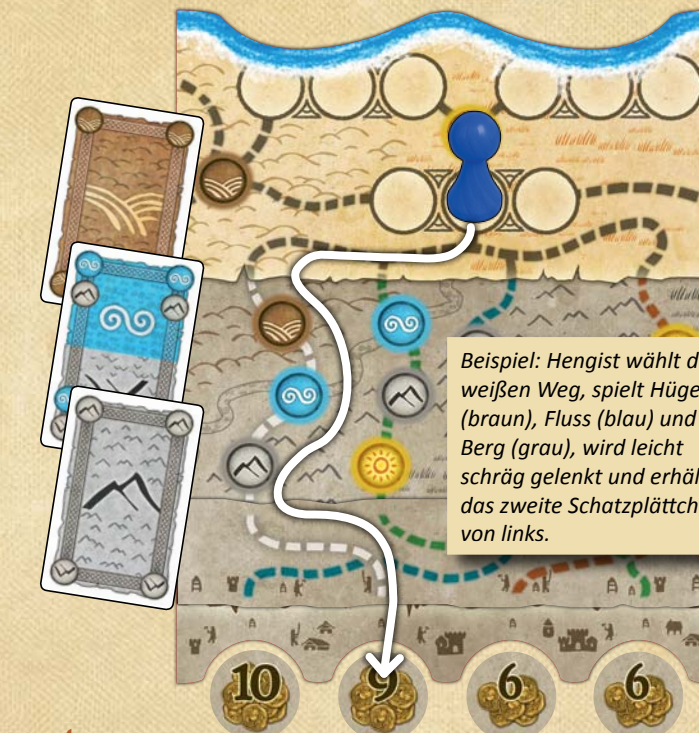 Beispiel: Hengist wählt d
weißen Weg, spielt Hüge
(braun), Fluss (blau) und
Berg (grau), wird leicht
schräg gelenkt und erhäl
das zweite Schatzplättch
von links.
10
9
6
6